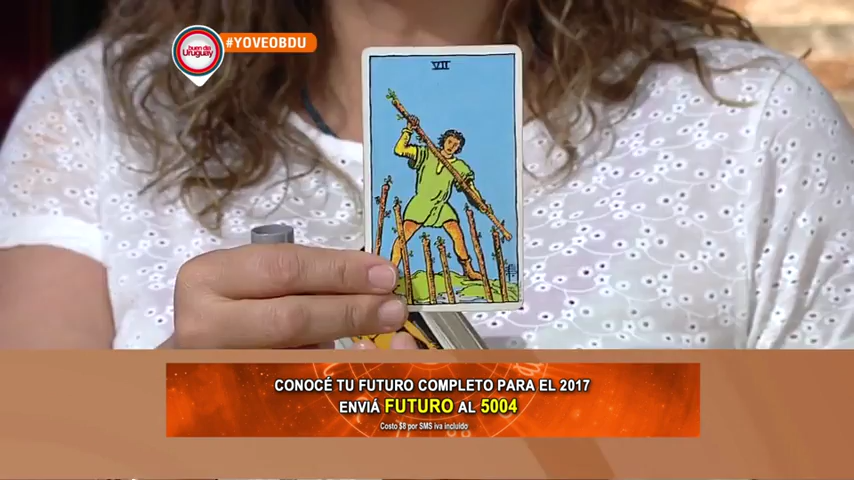 buen día
Uruguay
#YOVEOBDU
VII
CONOCÉ TU FUTURO COMPLETO PARA EL 2017
ENVIÁ FUTURO AL 5004
Costo $8 por SMS iva incluído